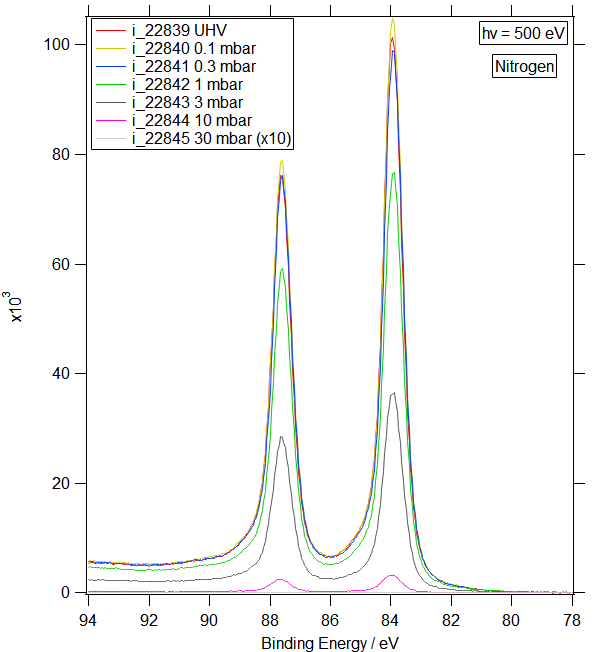 i_22839 UHV
i_22840 0.1 mbar
i_22841 0.3 mbar
i_22842 1 mbar
i_22843 3 mbar
i_22844 10 mbar
i_22845 30 mbar (x10)
hv = 500 eV
Nitrogen
100
80
60
40
20
0
x10³
94 92 90 88 86 84 82 80 78
Binding Energy / eV